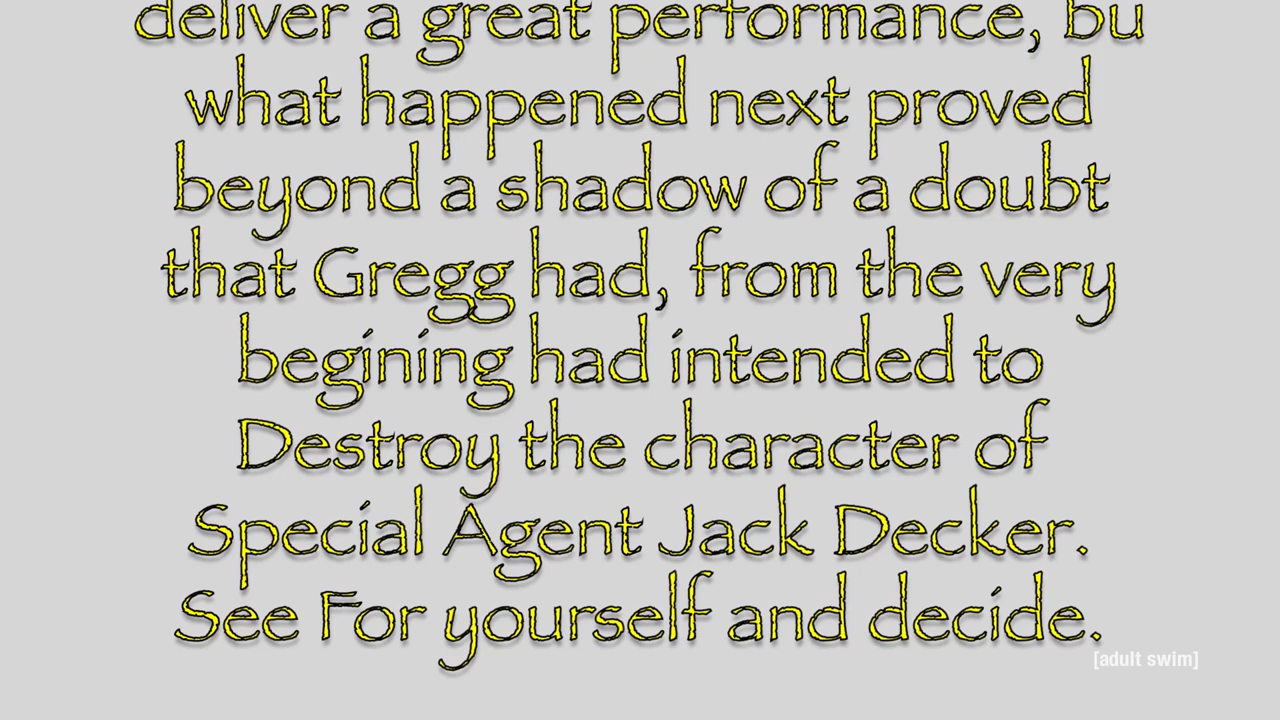 deliver a great performance, bu
what happened next proved
beyond a shadow of a doubt
that Gregg had, from the very
begining had intended to
Destroy the character of
Special Agent Jack Decker.
See For yourself and decide.
[adult swim]